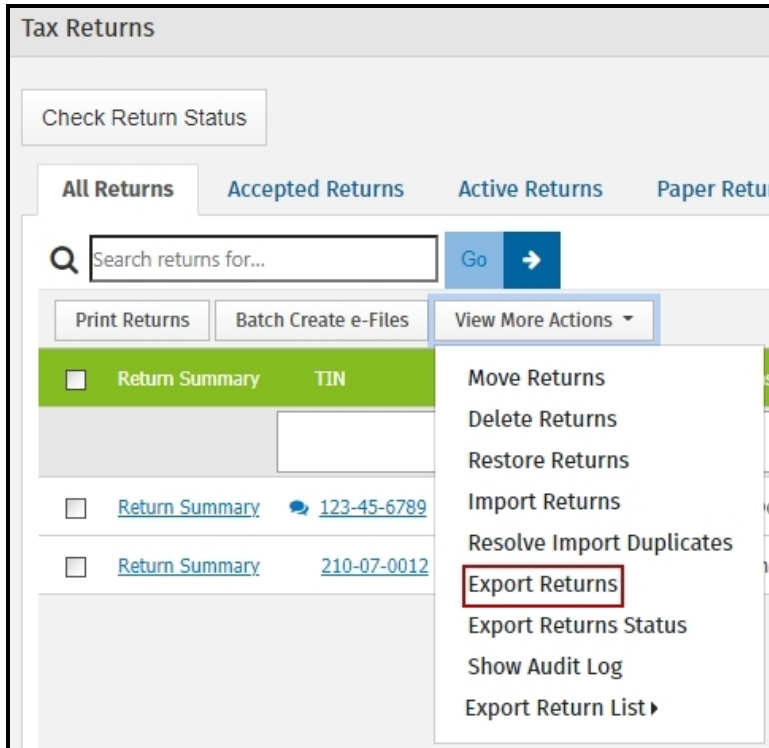 Tax Returns
Check Return Status
All Returns Accepted Returns Active Returns Paper
Search returns for... Go
Print Returns Batch Create e-Files View More Actions
Return Summary TIN
Move Returns
Delete Returns
Restore Returns
Import Returns
Return Summary 123-45-6789
Resolve Import Duplicates
Return Summary 210-07-0012
Export Returns
Export Returns Status
Show Audit Log
Export Return List